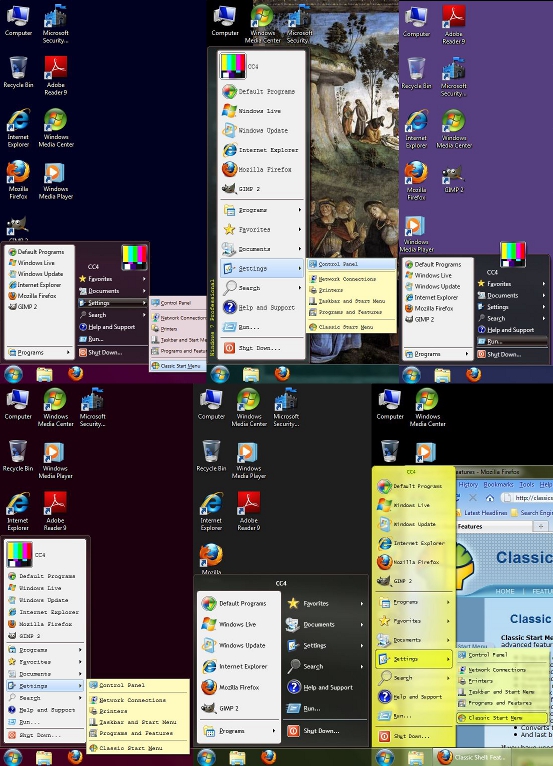 Computer
Microsoft
Security...
Recycle Bin
Adobe
Reader 9
Internet
Explorer
Windows
Media Center
Mozilla
Firefox
Windows
Media Player
GIMP 2
Default Programs
Windows Live
Windows Update
Internet Explorer
Mozilla Firefox
GIMP 2
Programs
CC4
Favorites
Documents
Settings
Search
Help and Support
Run...
Shut Down...
Control Panel
Network Connections
Printers
Taskbar and Start Menu
Programs and Features
Classic Start Menu
Computer
Windows
Media Center
Microsoft
Security...
CC4
Default Programs
Windows Live
Windows Update
Internet Explorer
Mozilla Firefox
GIMP 2
Programs
Favorites
Documents
Settings
Search
Help and Support
Run...
Shut Down...
Windows 7 Professional
Control Panel
Network Connections
Printers
Taskbar and Start Menu
Programs and Features
Classic Start Menu
Computer
Adobe
Reader 9
Recycle Bin
Microsoft
Security...
Internet
Explorer
Windows
Media Center
Mozilla
Firefox
GIMP 2
Windows
Media Player
Default Programs
Windows Live
Windows Update
Internet Explorer
Mozilla Firefox
GIMP 2
Programs
CC4
Favorites
Documents
Settings
Search
Help and Support
Run...
Shut Down...
Computer
Windows
Media Center
Microsoft
Security...
Recycle Bin
Windows
Media Player
Internet
Explorer
Adobe
Reader 9
CC4
Default Programs
Windows Live
Windows Update
Internet Explorer
Mozilla Firefox
GIMP 2
Programs
Favorites
Documents
Settings
Search
Help and Support
Run...
Shut Down...
Control Panel
Network Connections
Printers
Taskbar and Start Menu
Programs and Features
Classic Start Menu
Computer
Windows
Media Center
Recycle Bin
Windows
Media Player
Internet
Explorer
Adobe
Reader 9
Mozilla
CC4
Default Programs
Windows Live
Windows Update
Internet Explorer
Mozilla Firefox
GIMP 2
Programs
Favorites
Documents
Settings
Search
Help and Support
Run...
Shut Down...
Computer
Windows
Media Center
CC4
Default Programs
Windows Live
Windows Update
Internet Explorer
Mozilla Firefox
GIMP 2
Programs
Favorites
Documents
Settings
Search
Help and Support
Run...
Shut Down...
Control Panel
Network Connections
Printers
Taskbar and Start Menu
Programs and Features
Classic Start Menu
Features - Mozilla Firefox
History Bookmarks Tools Help
http://classics
Latest Headlines Search Engin
Features
Classic
HOME | FEATU
Classic S
Classic Start Menu
advanced featur
Converts
And last b
Classic Shell: Feat...